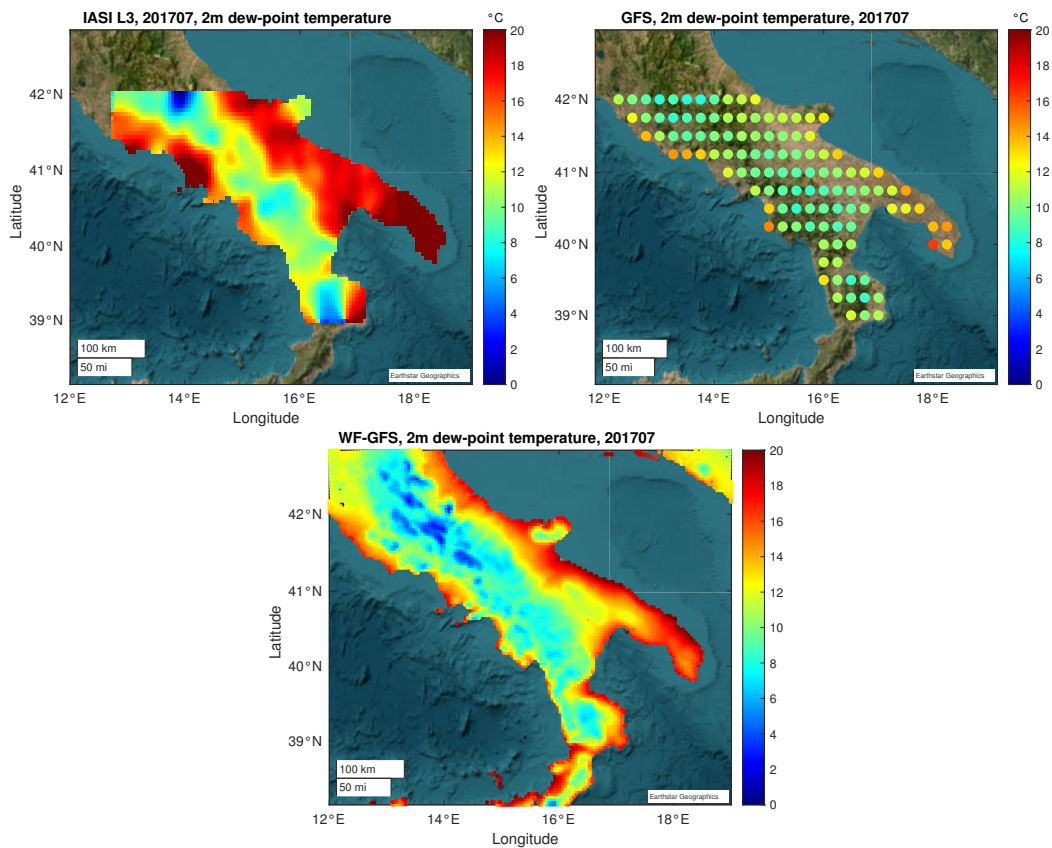 IASI L3, 201707, 2m dew-point temperature
°C
20
18
16
14
12
10
8
6
4
2
0
42°N
41°N
40°N
39°N
Latitude
100 km
50 mi
Earthstar Geographics
12°E
14°E
16°E
18°E
Longitude
GFS, 2m dew-point temperature, 201707
°C
20
18
16
14
12
10
8
6
4
2
0
42°N
41°N
40°N
39°N
Latitude
100 km
50 mi
Earthstar Geographics
12°E
14°E
16°E
18°E
Longitude
WF-GFS, 2m dew-point temperature, 201707
20
18
16
14
12
10
8
6
4
2
0
42°N
41°N
40°N
39°N
Latitude
100 km
50 mi
Earthstar Geographics
12°E
14°E
16°E
18°E
Longitude